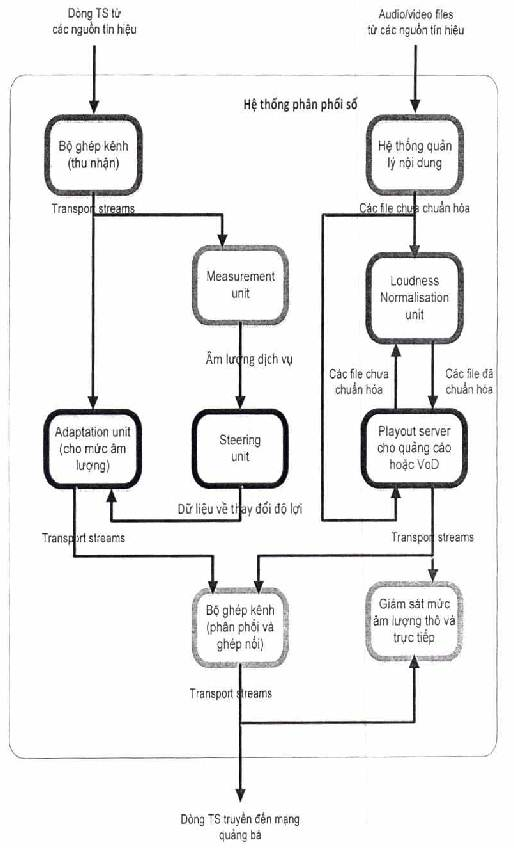 Dòng TS từ
các nguồn tín hiệu
Audio/video files
từ các nguồn tín hiệu
Hệ thống phân phối số
Bộ ghép kênh
(thu nhận)
Hệ thống quản
lý nội dung
Transport streams
Các file chưa chuẩn hóa
Measurement
unit
Loudness
Normalisation
unit
Âm lượng dịch vụ
Các file chưa
chuẩn hóa
Các file đã
chuẩn hóa
Adaptation unit
(cho mức âm
lượng)
Steering
unit
Playout server
cho quảng cáo
hoặc VoD
Dữ liệu về thay đổi độ lợi
Transport streams
Transport streams
Bộ ghép kênh
(phân phối và
ghép nối)
Giám sát mức
âm lượng thô và
trực tiếp
Transport streams
Dòng TS truyền đến mạng
quảng bá